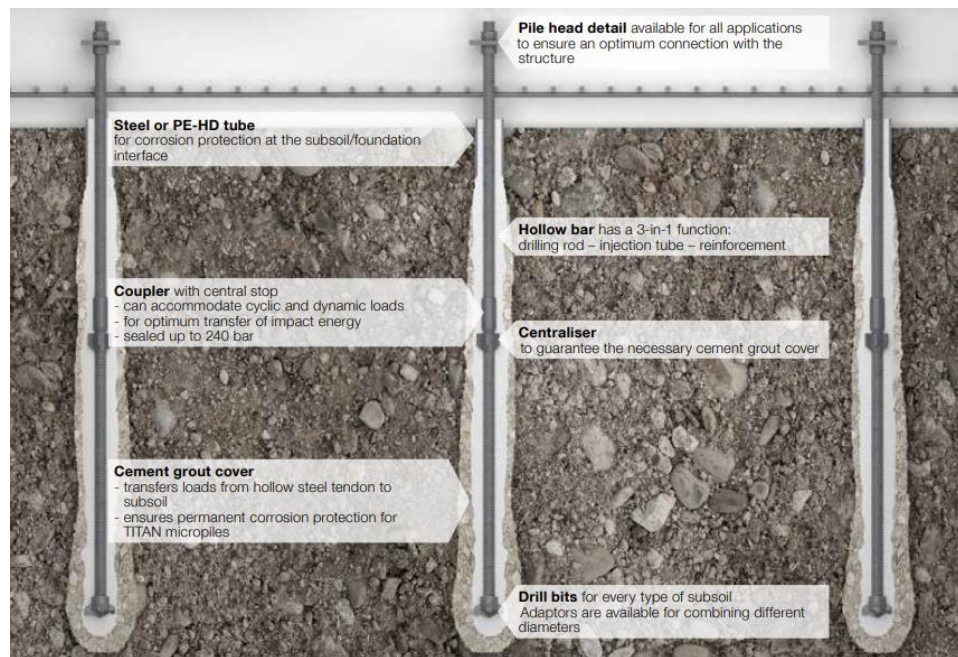 Pile head detail available for all applications
to ensure an optimum connection with the
structure
Steel or PE-HD tube
for corrosion protection at the subsoil/foundation
interface
Hollow bar has a 3-in-1 function:
drilling rod – injection tube – reinforcement
Coupler with central stop
- can accommodate cyclic and dynamic loads
- for optimum transfer of impact energy
- sealed up to 240 bar
Centraliser
to guarantee the necessary cement grout cover
Cement grout cover
- transfers loads from hollow steel tendon to
subsoil
- ensures permanent corrosion protection for
TITAN micropiles
Drill bits for every type of subsoil
Adaptors are available for combining different
diameters